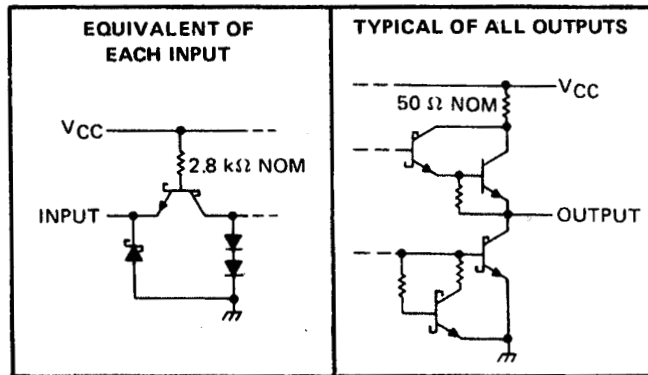 EQUIVALENT OF
EACH INPUT
VCC
2.8 kΩ NOM
INPUT
TYPICAL OF ALL OUTPUTS
VCC
50 Ω NOM
OUTPUT